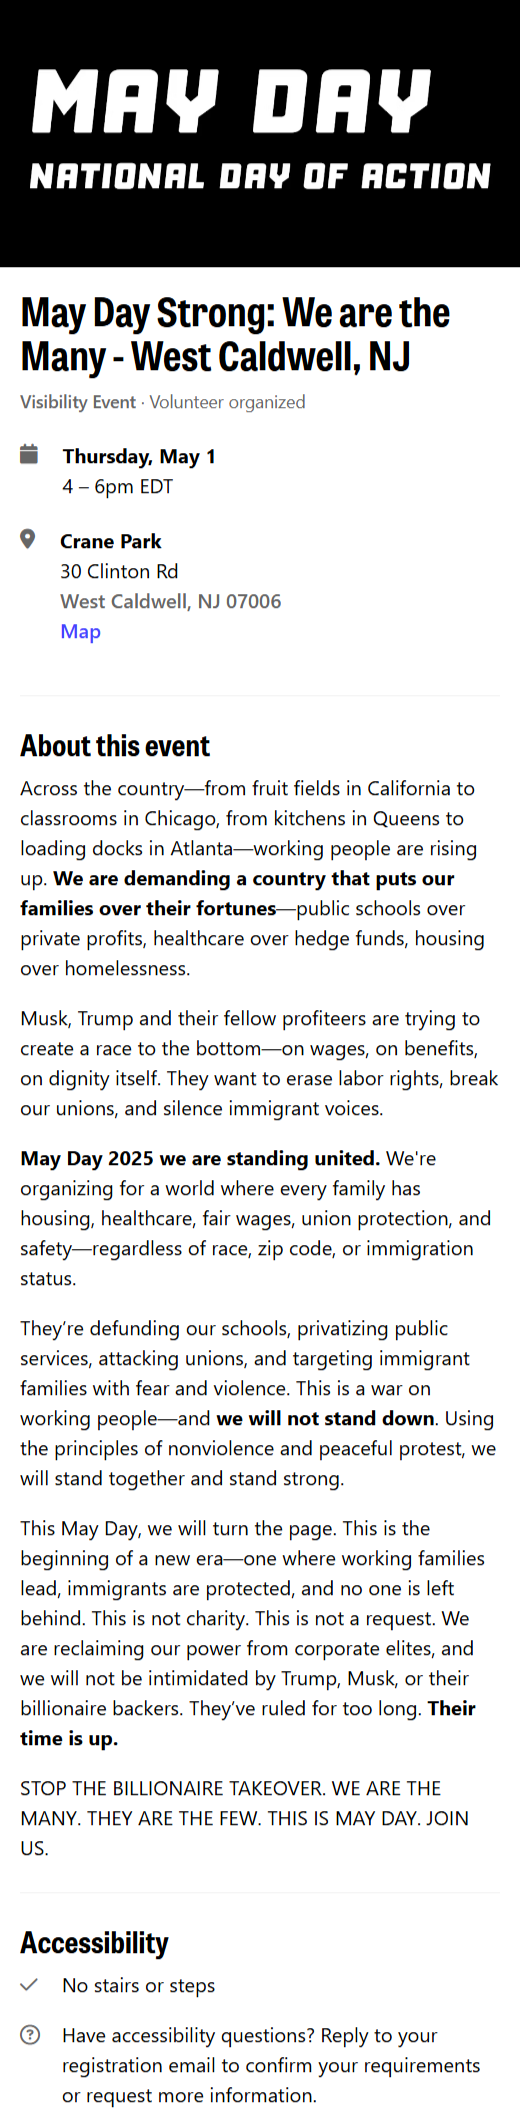 MAY DAY
NATIONAL DAY OF ACTION
May Day Strong: We are the
Many - West Caldwell, NJ
Visibility Event · Volunteer organized
Thursday, May 1
4 – 6pm EDT
Crane Park
30 Clinton Rd
West Caldwell, NJ 07006
Map
About this event
Across the country—from fruit fields in California to
classrooms in Chicago, from kitchens in Queens to
loading docks in Atlanta—working people are rising
up. We are demanding a country that puts our
families over their fortunes—public schools over
private profits, healthcare over hedge funds, housing
over homelessness.
Musk, Trump and their fellow profiteers are trying to
create a race to the bottom—on wages, on benefits,
on dignity itself. They want to erase labor rights, break
our unions, and silence immigrant voices.
May Day 2025 we are standing united. We're
organizing for a world where every family has
housing, healthcare, fair wages, union protection, and
safety—regardless of race, zip code, or immigration
status.
They’re defunding our schools, privatizing public
services, attacking unions, and targeting immigrant
families with fear and violence. This is a war on
working people—and we will not stand down. Using
the principles of nonviolence and peaceful protest, we
will stand together and stand strong.
This May Day, we will turn the page. This is the
beginning of a new era—one where working families
lead, immigrants are protected, and no one is left
behind. This is not charity. This is not a request. We
are reclaiming our power from corporate elites, and
we will not be intimidated by Trump, Musk, or their
billionaire backers. They’ve ruled for too long. Their
time is up.
STOP THE BILLIONAIRE TAKEOVER. WE ARE THE
MANY. THEY ARE THE FEW. THIS IS MAY DAY. JOIN
US.
Accessibility
No stairs or steps
Have accessibility questions? Reply to your
registration email to confirm your requirements
or request more information.